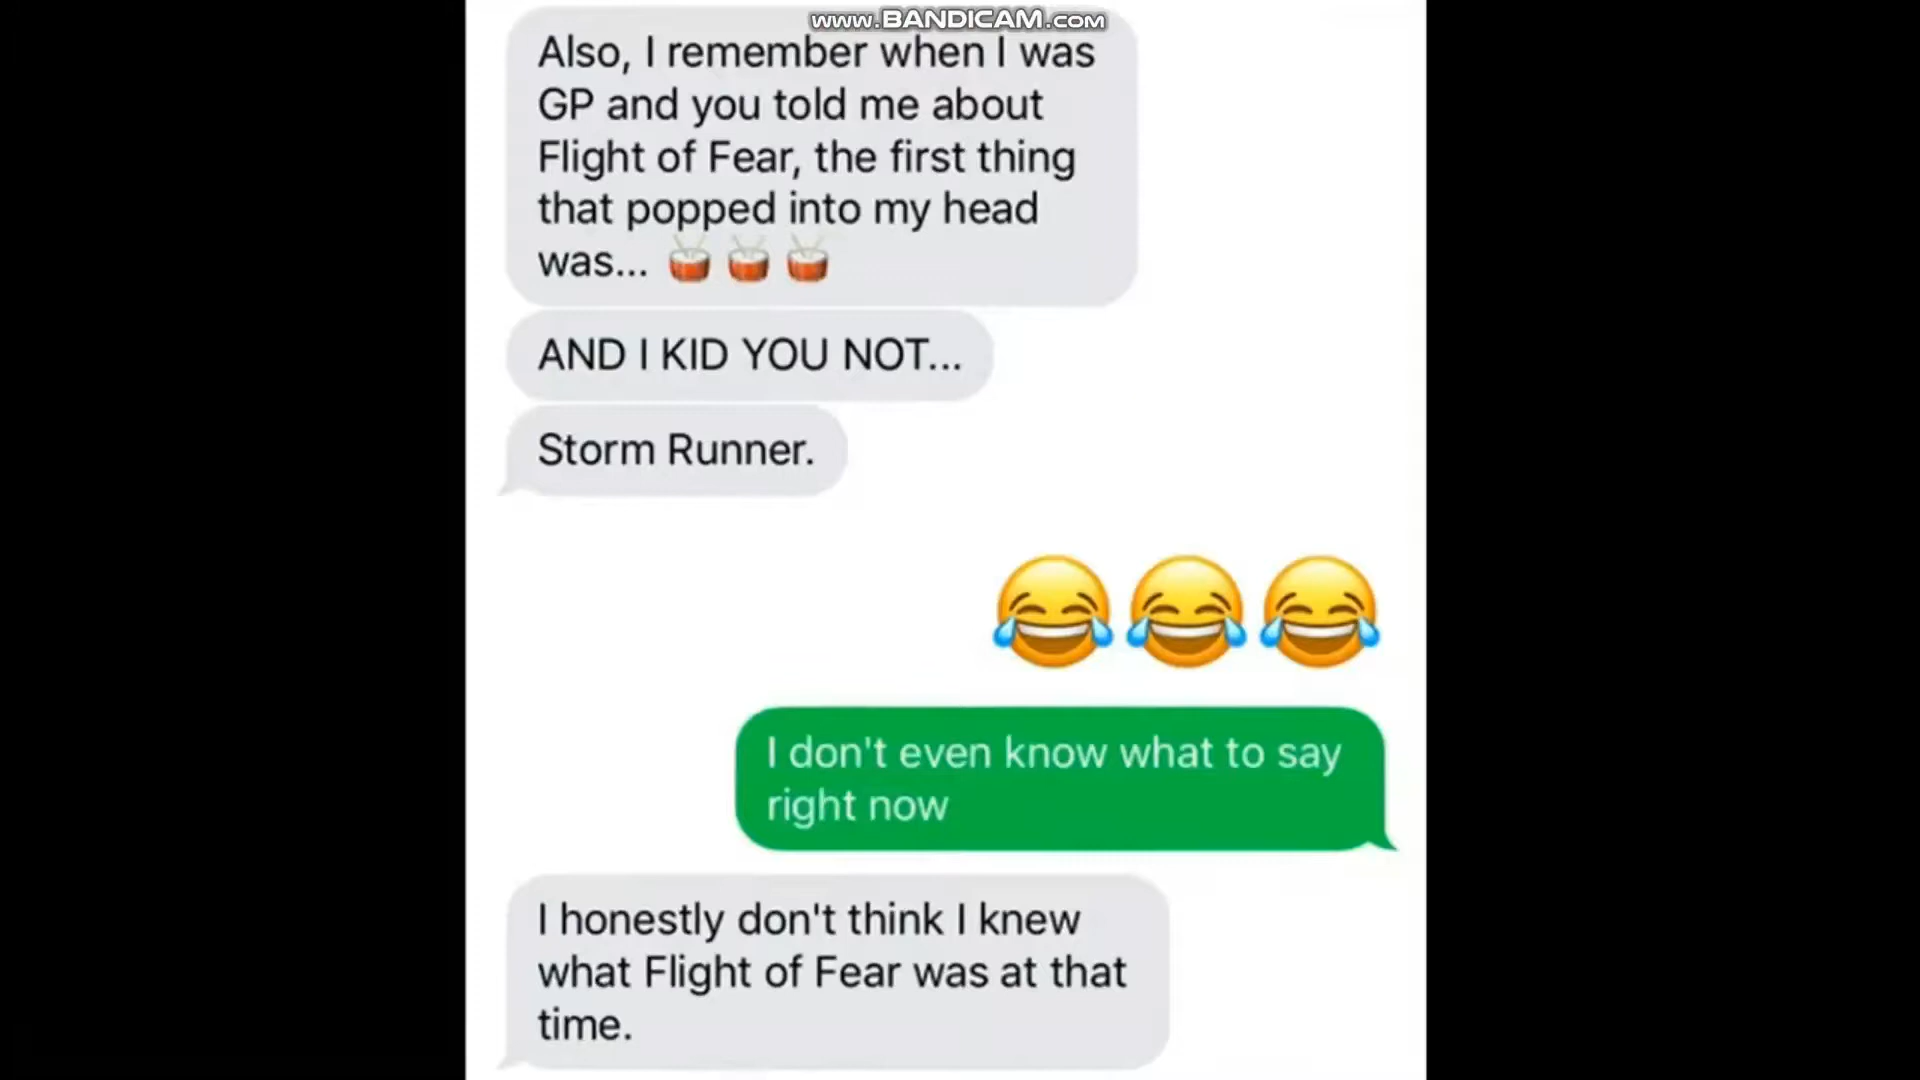 www.BANDICAM.com
Also, I remember when I was
GP and you told me about
Flight of Fear, the first thing
that popped into my head
was... 🥁🥁🥁
AND I KID YOU NOT...
Storm Runner.
😂😂😂
I don't even know what to say
right now
I honestly don't think I knew
what Flight of Fear was at that
time.